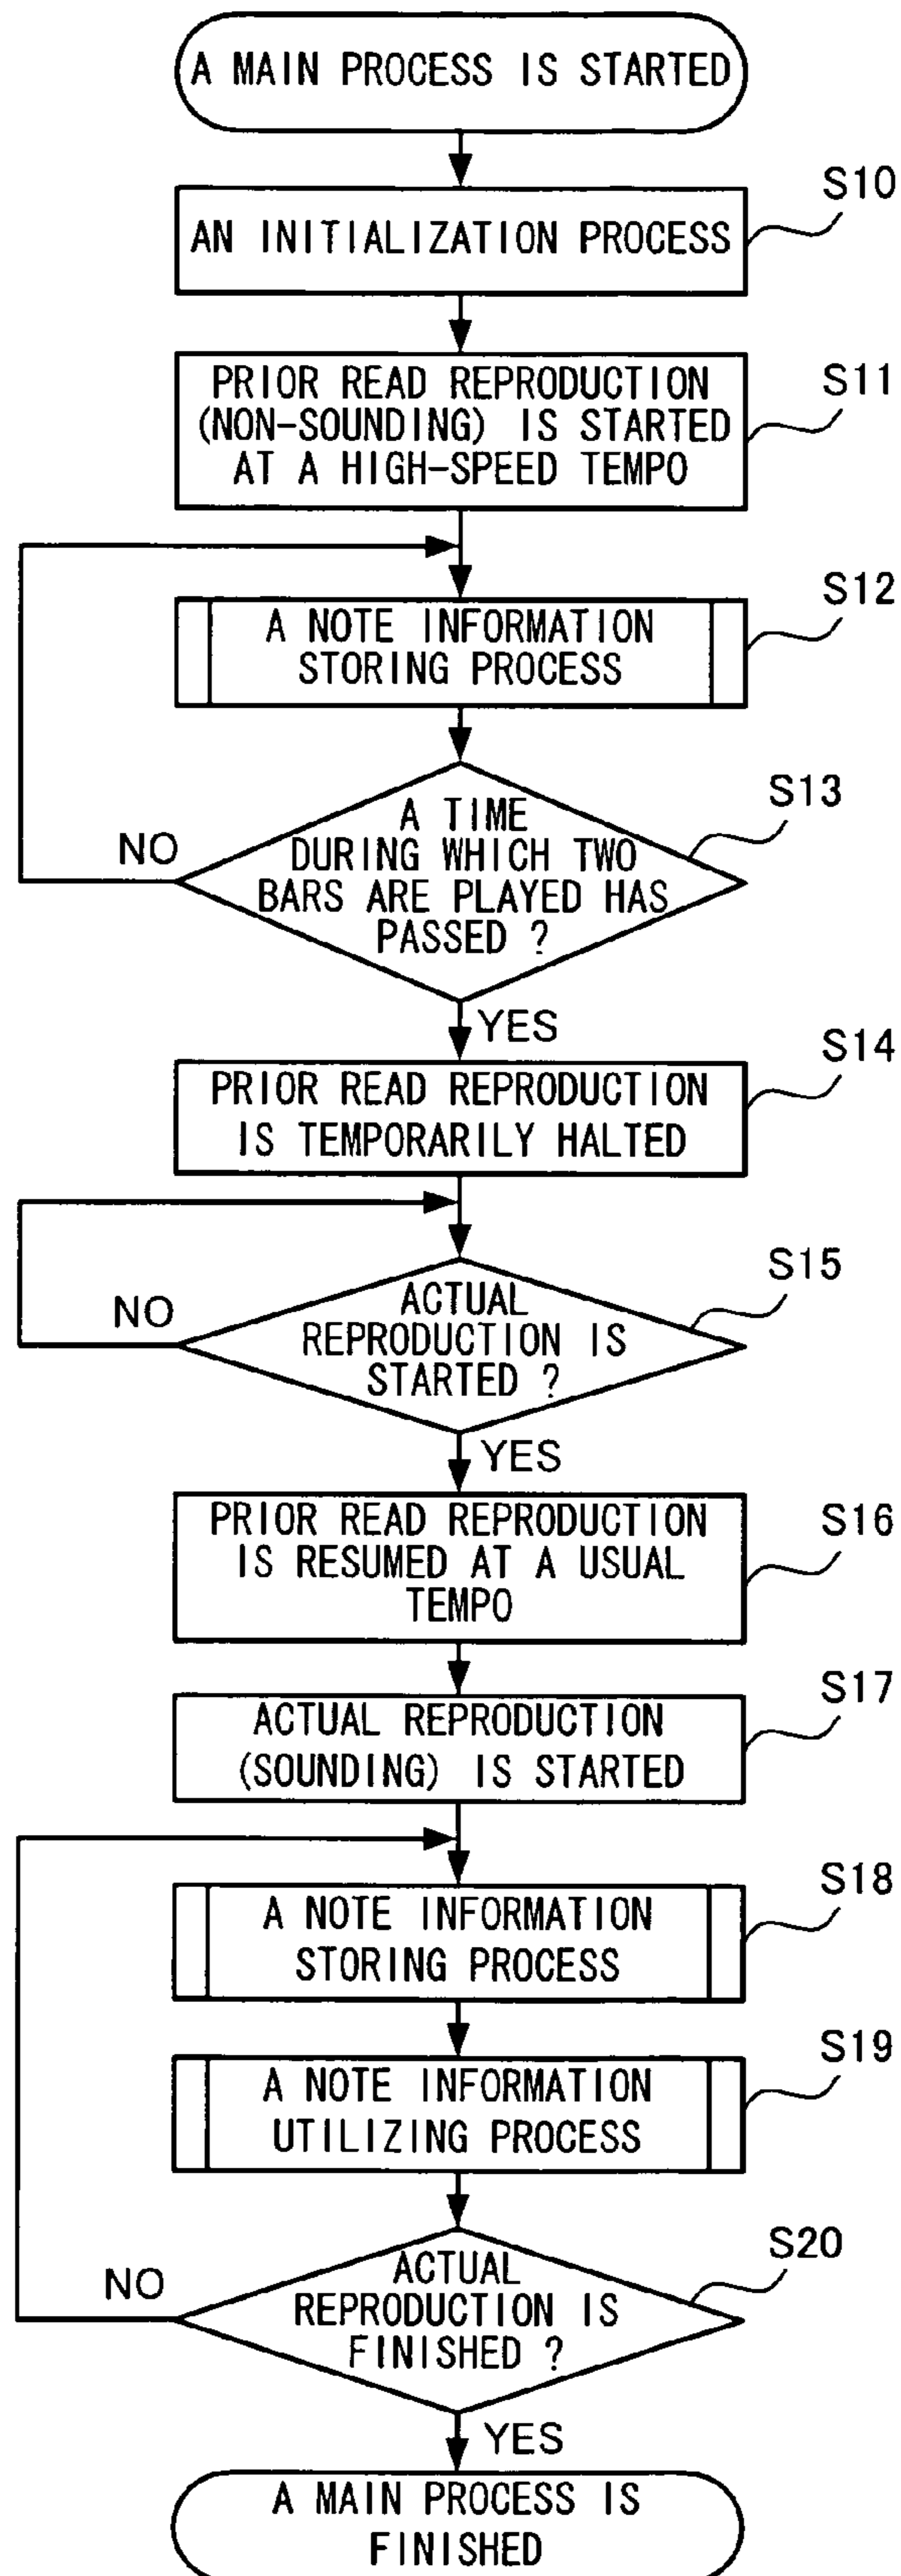 A MAIN PROCESS IS STARTED
S10
AN INITIALIZATION PROCESS
S11
PRIOR READ REPRODUCTION
(NON-SOUNDING) IS STARTED
AT A HIGH-SPEED TEMPO
S12
A NOTE INFORMATION
STORING PROCESS
S13
A TIME
DURING WHICH TWO
BARS ARE PLAYED HAS
PASSED ?
NO
YES
S14
PRIOR READ REPRODUCTION
IS TEMPORARILY HALTED
S15
ACTUAL
REPRODUCTION IS
STARTED ?
NO
YES
S16
PRIOR READ REPRODUCTION
IS RESUMED AT A USUAL
TEMPO
S17
ACTUAL REPRODUCTION
(SOUNDING) IS STARTED
S18
A NOTE INFORMATION
STORING PROCESS
S19
A NOTE INFORMATION
UTILIZING PROCESS
S20
ACTUAL
REPRODUCTION IS
FINISHED ?
NO
YES
A MAIN PROCESS IS
FINISHED